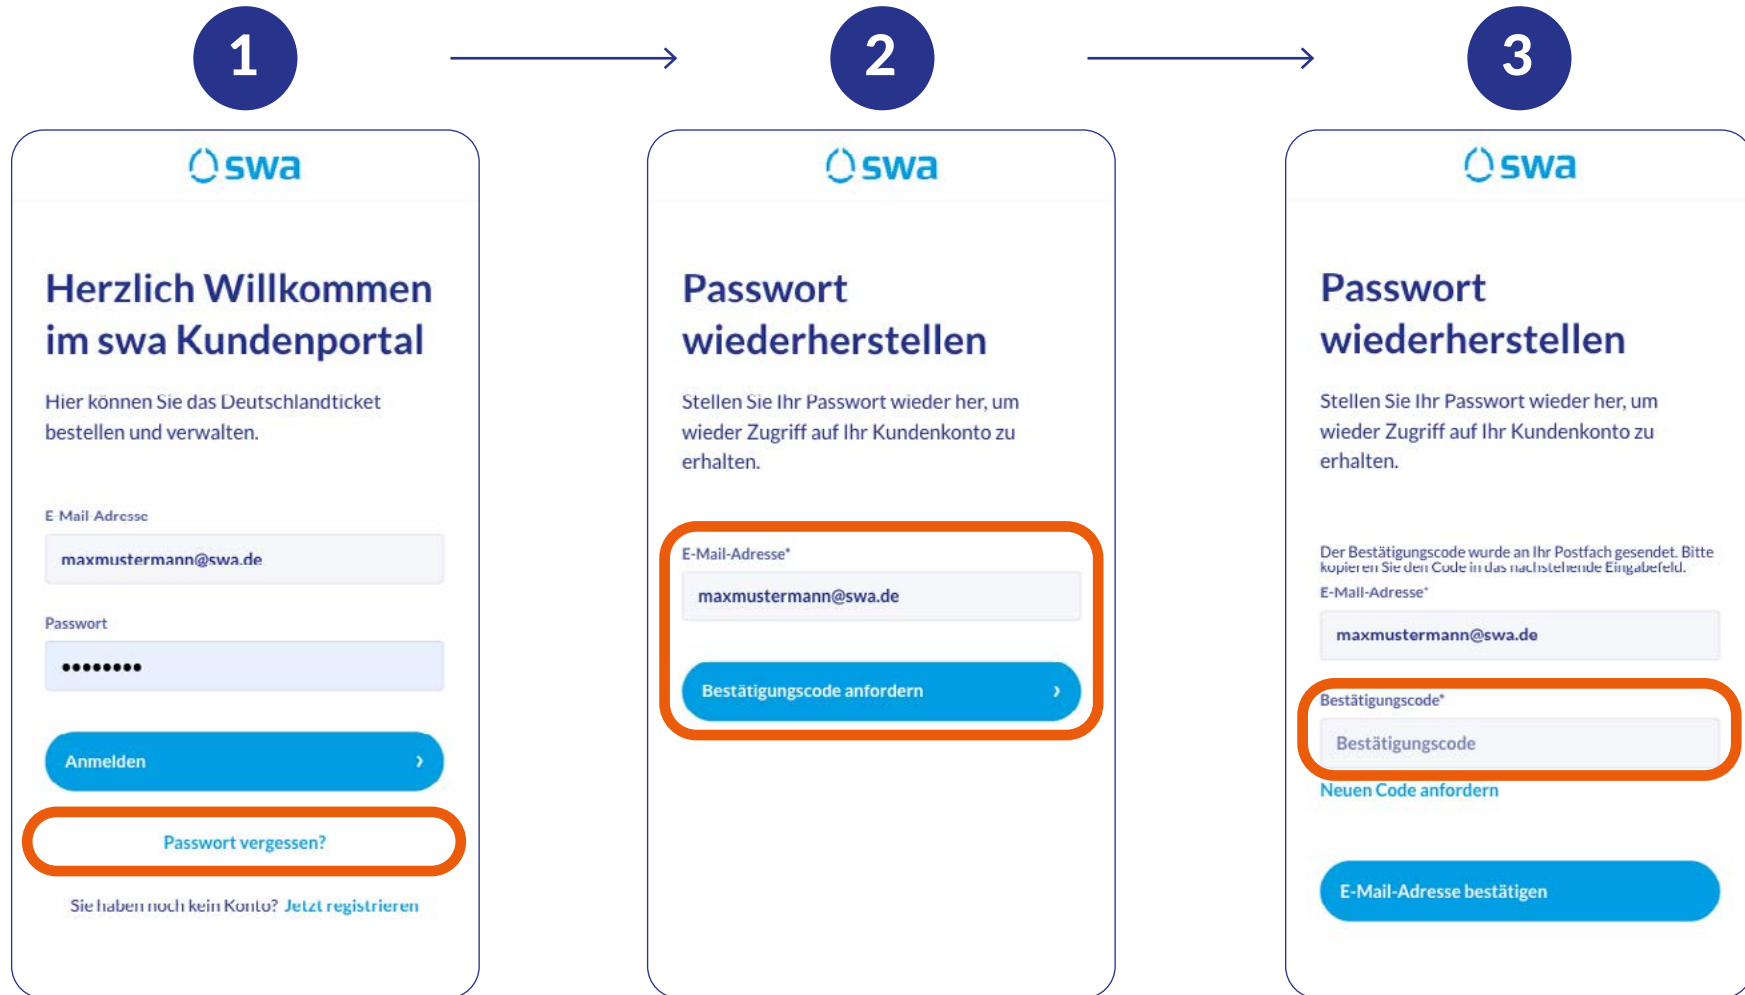 1
2
3
swa
Herzlich Willkommen
im swa Kundenportal
Hier können Sie das Deutschlandticket
bestellen und verwalten.
E-Mail-Adresse
maxmustermann@swa.de
Passwort
••••••••
Anmelden
Passwort vergessen?
Sie haben noch kein Konto? Jetzt registrieren
swa
Passwort
wiederherstellen
Stellen Sie Ihr Passwort wieder her, um
wieder Zugriff auf Ihr Kundenkonto zu
erhalten.
E-Mail-Adresse*
maxmustermann@swa.de
Bestätigungscode anfordern
swa
Passwort
wiederherstellen
Stellen Sie Ihr Passwort wieder her, um
wieder Zugriff auf Ihr Kundenkonto zu
erhalten.
Der Bestätigungscode wurde an Ihr Postfach gesendet. Bitte
kopieren Sie den Code in das nachstehende Eingabefeld.
E-Mail-Adresse*
maxmustermann@swa.de
Bestätigungscode*
Bestätigungscode
Neuen Code anfordern
E-Mail-Adresse bestätigen